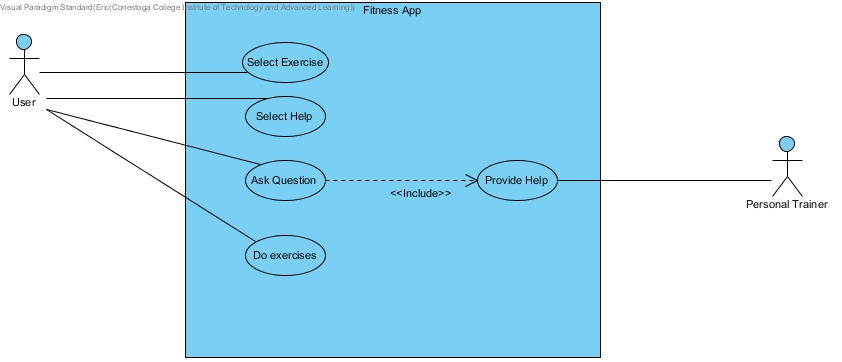 Visual Paradigm Standard(Eric(Conestoga College Institute of Technology and Advanced Learning))
Fitness App
Select Exercise
User
Select Help
Ask Question
Provide Help
<<Include>>
Personal Trainer
Do exercises